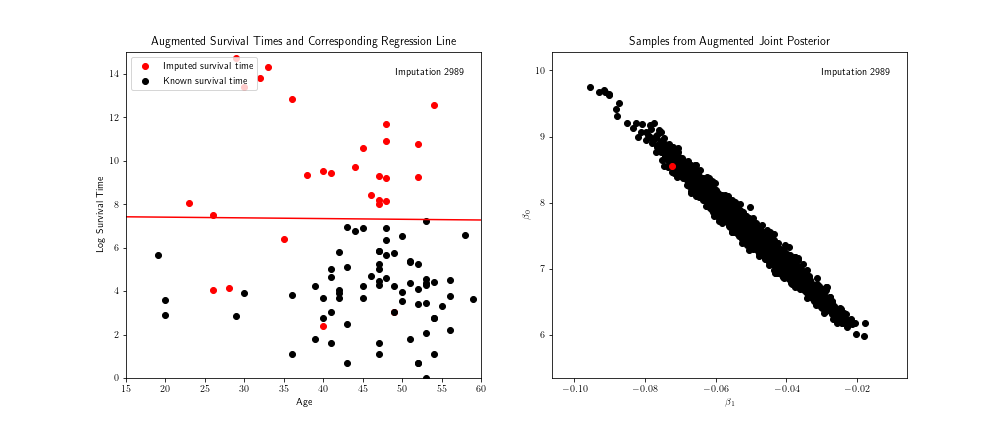 Augmented Survival Times and Corresponding Regression Line
Imputed survival time
Known survival time
Imputation 2989
Log Survival Time
14
12
10
8
6
4
2
0
15 20 25 30 35 40 45 50 55 60
Age
Samples from Augmented Joint Posterior
Imputation 2989
β₀
10
9
8
7
6
−0.10 −0.08 −0.06 −0.04 −0.02
β₁